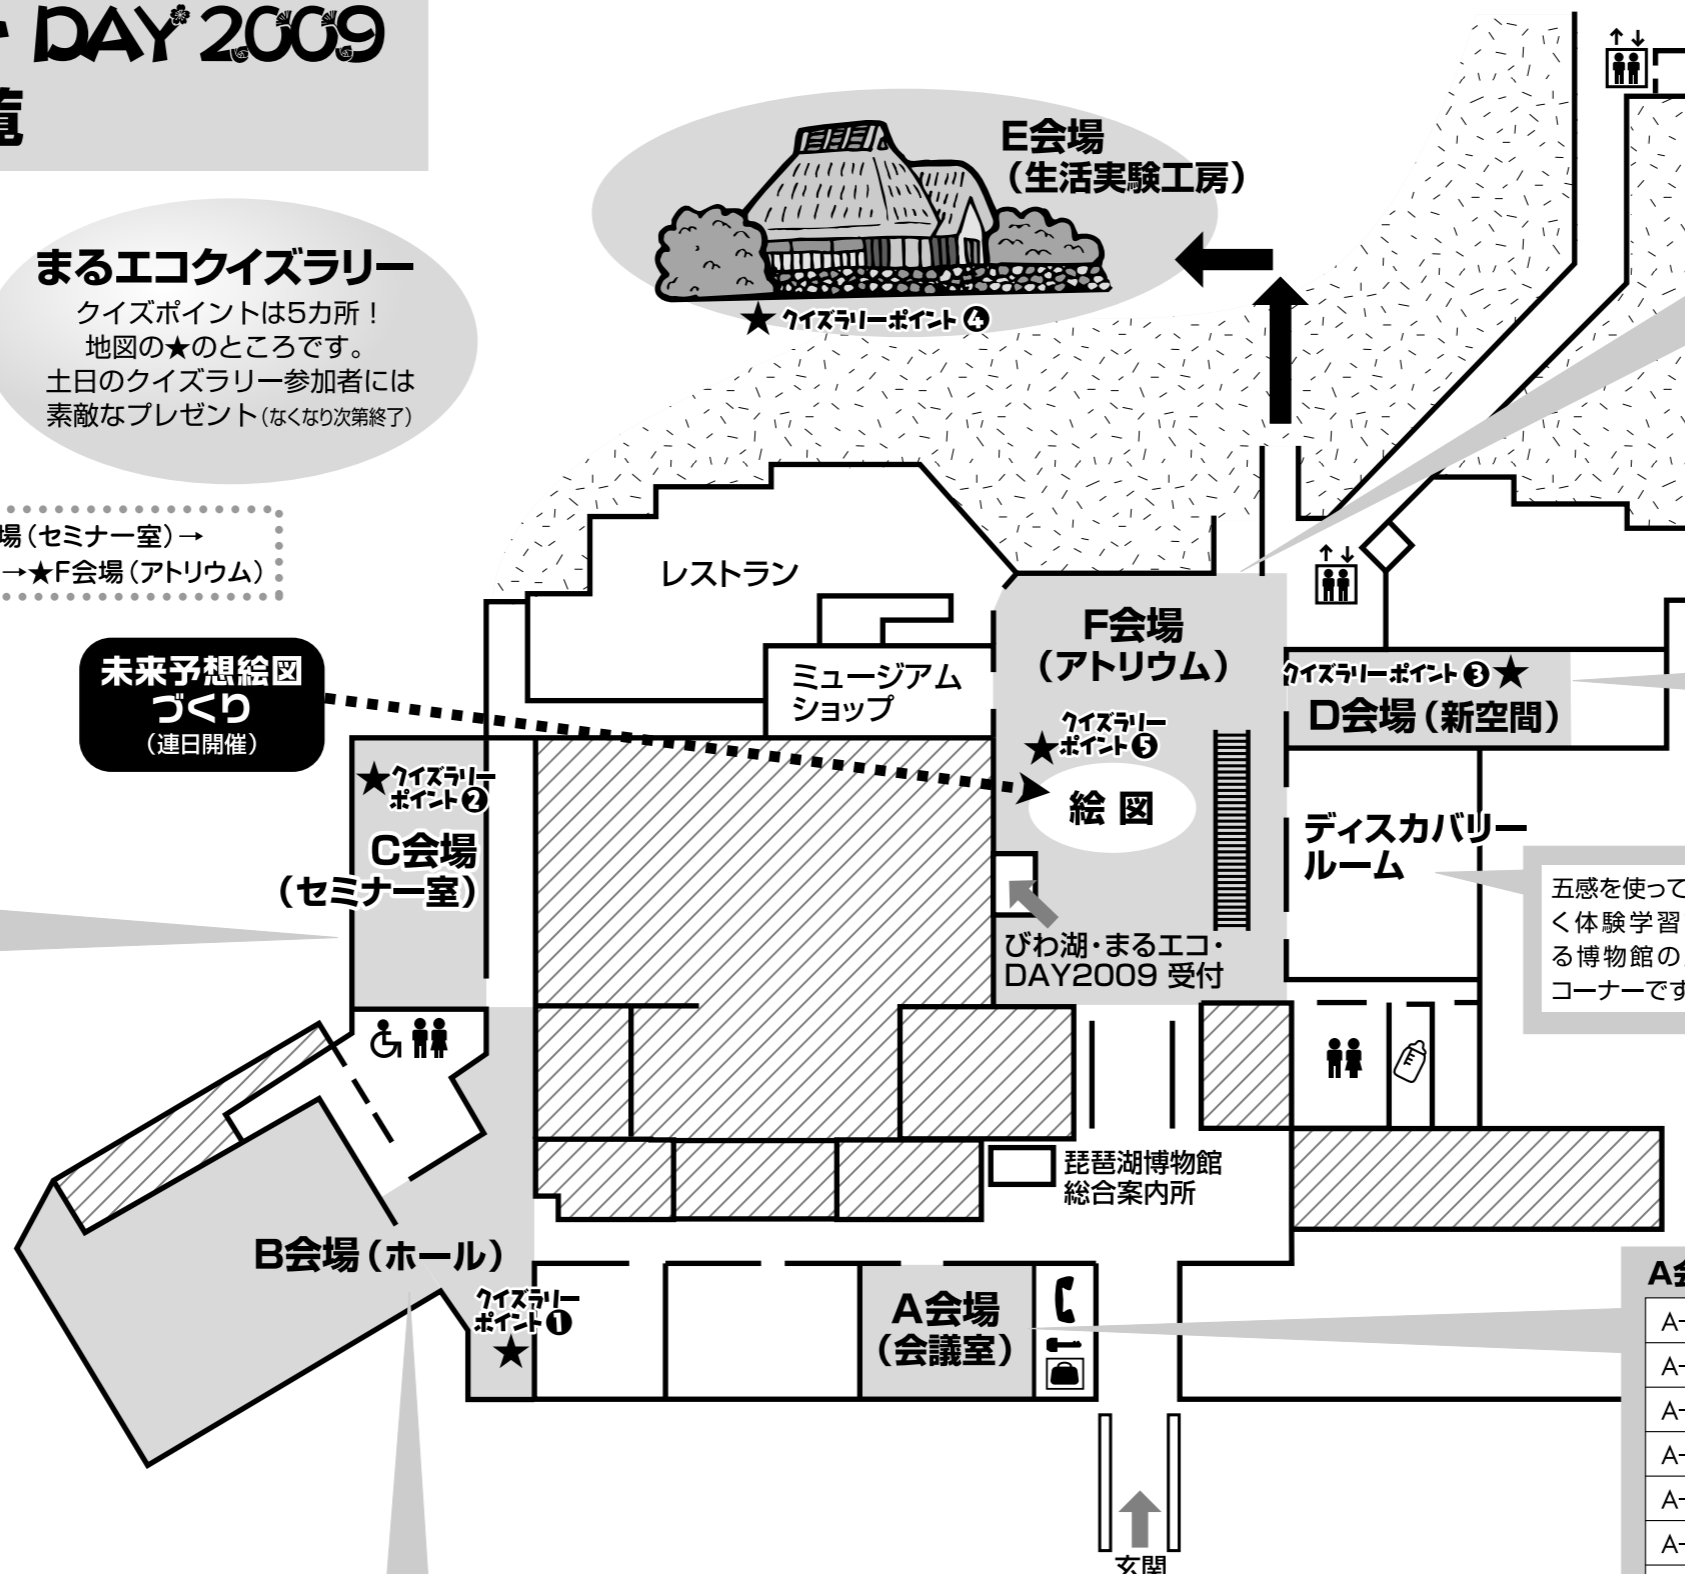 DAY 2009
覧
まるエコクイズラリー
クイズポイントは5カ所！
地図の★のところです。
土日のクイズラリー参加者には
素敵なプレゼント(なくなり次第終了)
場(セミナー室)→
→★F会場(アトリウム)
未来予想絵図
づくり
(連日開催)
E会場
(生活実験工房)
★クイズラリーポイント❹
レストラン
ミュージアム
ショップ
F会場
(アトリウム)
★クイズラリー
ポイント❺
絵図
びわ湖・まるエコ・
DAY2009 受付
クイズラリーポイント❸★
D会場(新空間)
ディスカバリー
ルーム
五感を使って
く体験学習
る博物館の
コーナーです
★クイズラリー
ポイント❷
C会場
(セミナー室)
B会場(ホール)
クイズラリー
ポイント❶
★
琵琶湖博物館
総合案内所
A会場
(会議室)
玄関
A会
A-
A-
A-
A-
A-
A-